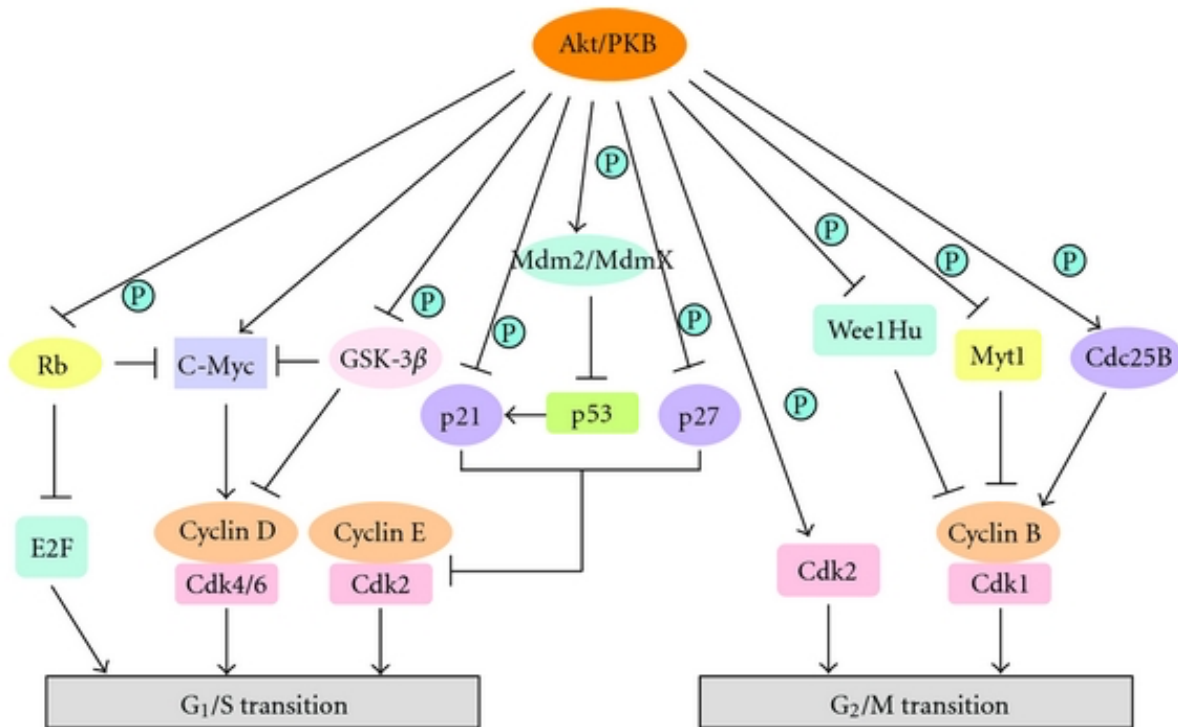 Akt/PKB
P
Mdm2/MdmX
P
P
P
P
P
P
P
Wee1Hu
Rb
C-Myc
GSK-3β
Myt1
Cdc25B
P
p21
p53
p27
Cyclin D
Cyclin E
Cyclin B
E2F
Cdk4/6
Cdk2
Cdk2
Cdk1
G₁/S transition
G₂/M transition